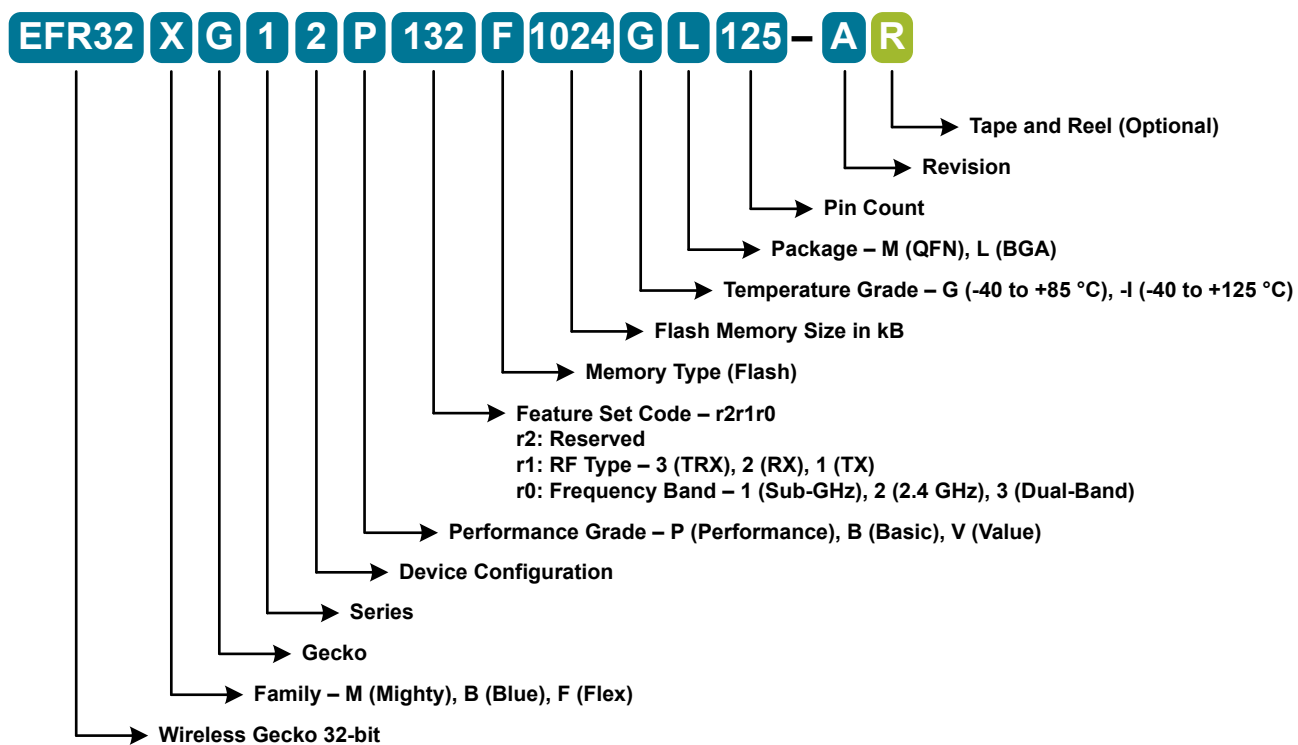 EFR32 X G 1 2 P 132 F 1024 G L 125 – A R
Tape and Reel (Optional)
Revision
Pin Count
Package – M (QFN), L (BGA)
Temperature Grade – G (-40 to +85 °C), -I (-40 to +125 °C)
Flash Memory Size in kB
Memory Type (Flash)
Feature Set Code – r2r1r0
r2: Reserved
r1: RF Type – 3 (TRX), 2 (RX), 1 (TX)
r0: Frequency Band – 1 (Sub-GHz), 2 (2.4 GHz), 3 (Dual-Band)
Performance Grade – P (Performance), B (Basic), V (Value)
Device Configuration
Series
Gecko
Family – M (Mighty), B (Blue), F (Flex)
Wireless Gecko 32-bit